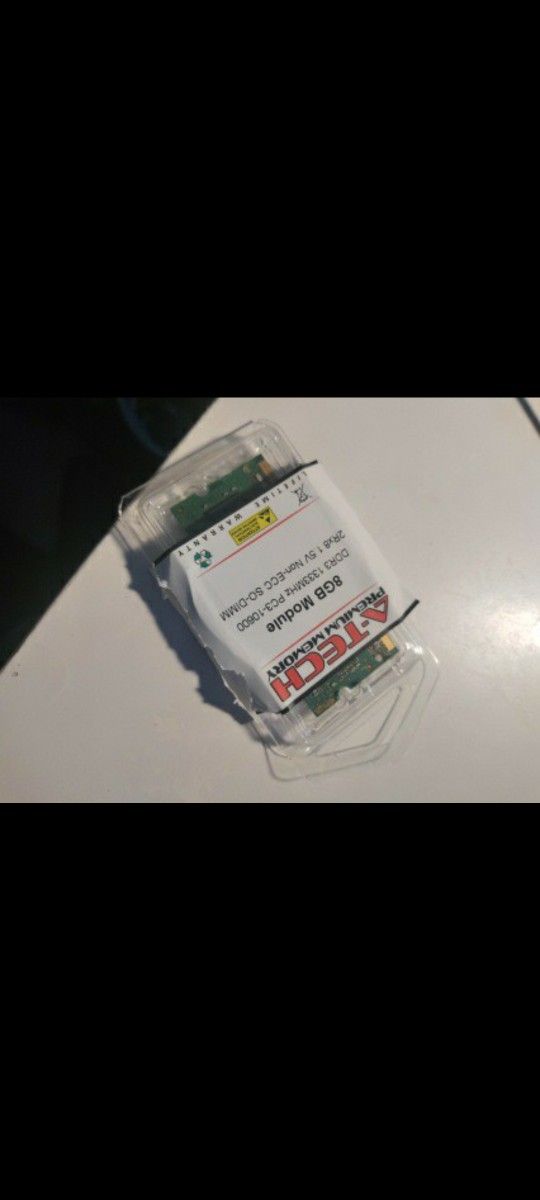 A-TECH
PREMIUM MEMORY
8GB Module
DDR3 1333MHz PC3-10600
2Rx8 1.5V Non-ECC SO-DIMM
LIFETIME WARRANTY